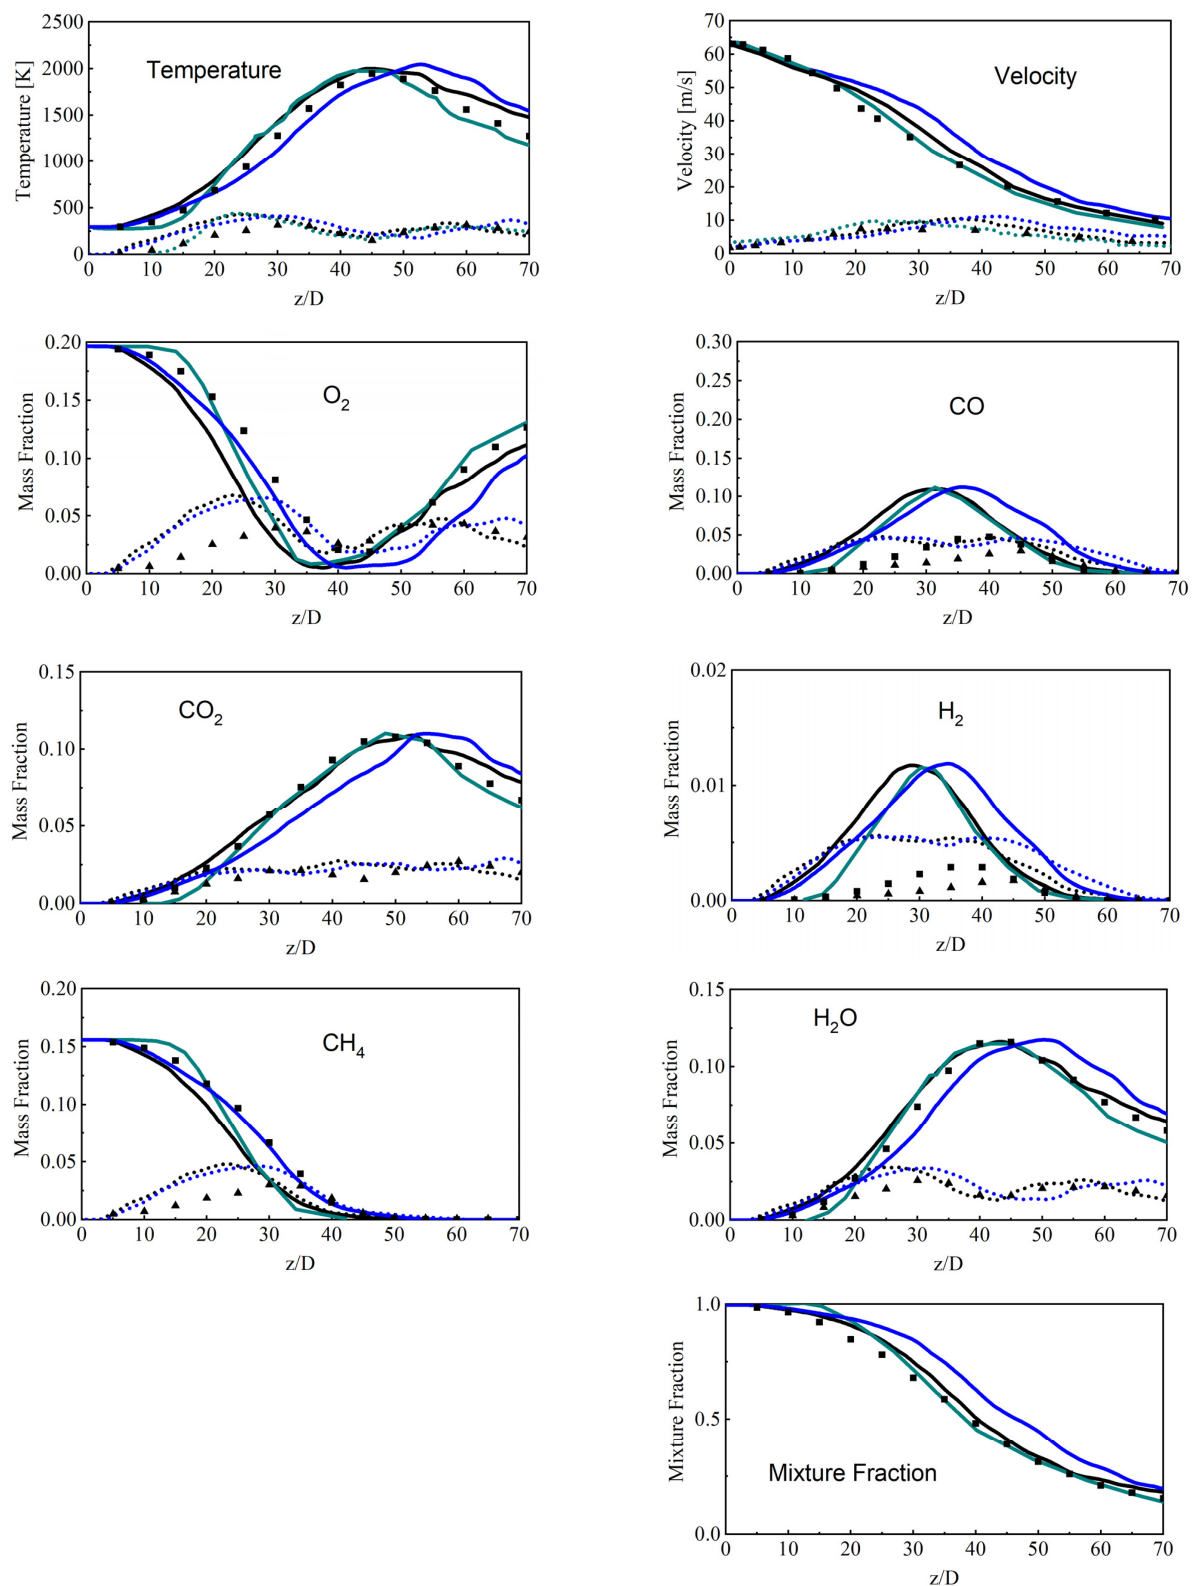 2500
2000
1500
1000
500
0
Temperature [K]
Temperature
0 10 20 30 40 50 60 70
z/D
70
60
50
40
30
20
10
0
Velocity [m/s]
Velocity
0 10 20 30 40 50 60 70
z/D
0.20
0.15
0.10
0.05
0.00
Mass Fraction
O2
0 10 20 30 40 50 60 70
z/D
0.30
0.25
0.20
0.15
0.10
0.05
0.00
Mass Fraction
CO
0 10 20 30 40 50 60 70
z/D
0.15
0.10
0.05
0.00
Mass Fraction
CO2
0 10 20 30 40 50 60 70
z/D
0.02
0.01
0.00
Mass Fraction
H2
0 10 20 30 40 50 60 70
z/D
0.20
0.15
0.10
0.05
0.00
Mass Fraction
CH4
0 10 20 30 40 50 60 70
z/D
0.15
0.10
0.05
0.00
Mass Fraction
H2O
0 10 20 30 40 50 60 70
z/D
1.0
0.5
0.0
Mixture Fraction
Mixture Fraction
0 10 20 30 40 50 60 70
z/D